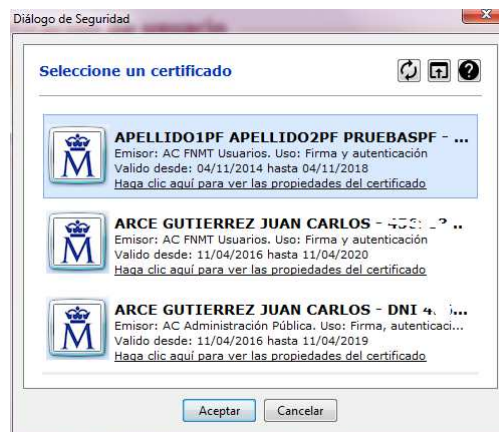 Diálogo de Seguridad
Seleccione un certificado
APELLIDO1PF APELLIDO2PF PRUEBASPF - ...
Emisor: AC FNMT Usuarios. Uso: Firma y autenticación
Valido desde: 04/11/2014 hasta 04/11/2018
Haga clic aquí para ver las propiedades del certificado
ARCE GUTIERREZ JUAN CARLOS -
Emisor: AC FNMT Usuarios. Uso: Firma y autenticación
Valido desde: 11/04/2016 hasta 11/04/2020
Haga clic aquí para ver las propiedades del certificado
ARCE GUTIERREZ JUAN CARLOS - DNI
Emisor: AC Administración Pública. Uso: Firma, autenticaci...
Valido desde: 11/04/2016 hasta 11/04/2019
Haga clic aquí para ver las propiedades del certificado
Aceptar Cancelar